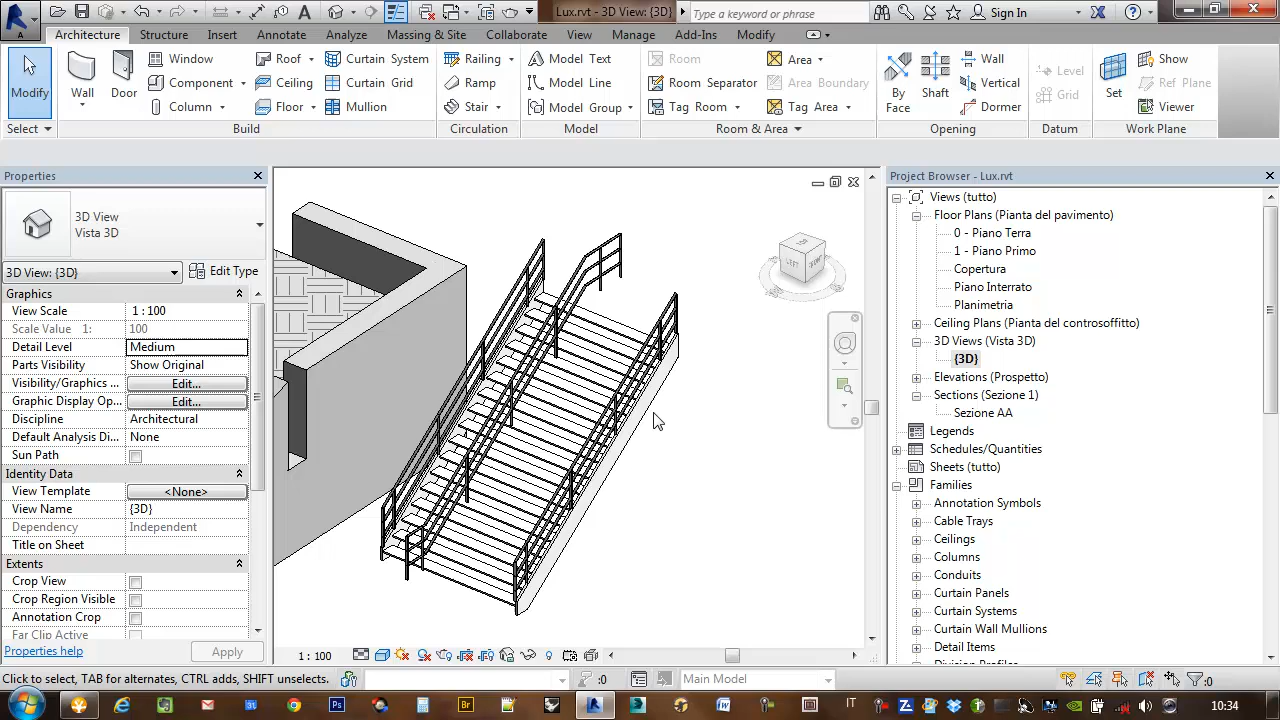 Lux.rvt - 3D View: {3D}
Type a keyword or phrase
Sign In
Architecture
Structure
Insert
Annotate
Analyze
Massing & Site
Collaborate
View
Manage
Add-Ins
Modify
Modify
Wall
Door
Window
Component
Column
Roof
Ceiling
Floor
Curtain System
Curtain Grid
Mullion
Railing
Ramp
Stair
Model Text
Model Line
Model Group
Room
Room Separator
Tag Room
Area
Area Boundary
Tag Area
By
Face
Shaft
Wall
Vertical
Dormer
Level
Grid
Set
Show
Ref Plane
Viewer
Select
Build
Circulation
Model
Room & Area
Opening
Datum
Work Plane
Properties
3D View
Vista 3D
3D View: {3D}
Edit Type
Graphics
View Scale 1 : 100
Scale Value 1: 100
Detail Level Medium
Parts Visibility Show Original
Visibility/Graphics ... Edit...
Graphic Display Op... Edit...
Discipline Architectural
Default Analysis Di... None
Sun Path
Identity Data
View Template <None>
View Name {3D}
Dependency Independent
Title on Sheet
Extents
Crop View
Crop Region Visible
Annotation Crop
Far Clip Active
Properties help
Apply
TOP
LEFT
FRONT
1 : 100
Project Browser - Lux.rvt
Views (tutto)
Floor Plans (Pianta del pavimento)
0 - Piano Terra
1 - Piano Primo
Copertura
Piano Interrato
Planimetria
Ceiling Plans (Pianta del controsoffitto)
3D Views (Vista 3D)
{3D}
Elevations (Prospetto)
Sections (Sezione 1)
Sezione AA
Legends
Schedules/Quantities
Sheets (tutto)
Families
Annotation Symbols
Cable Trays
Ceilings
Columns
Conduits
Curtain Panels
Curtain Systems
Curtain Wall Mullions
Detail Items
Click to select, TAB for alternates, CTRL adds, SHIFT unselects.
:0
Main Model
:0
Ps
Br
IT
10:34